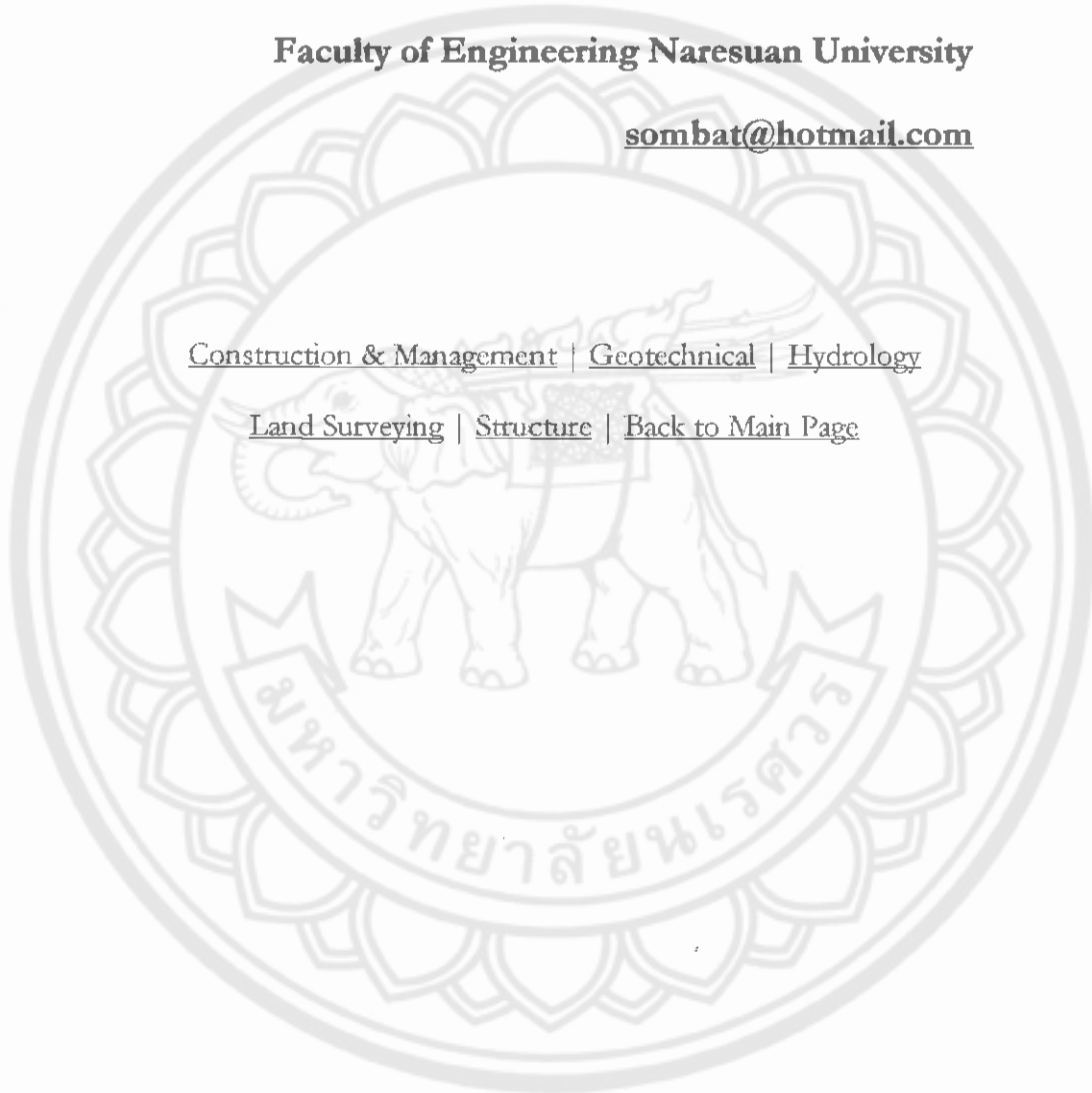 Faculty of Engineering Naresuan University
sombat@hotmail.com
Construction & Management | Geotechnical | Hydrology
Land Surveying | Structure | Back to Main Page
มหาวิทยาลัยนเรศวร